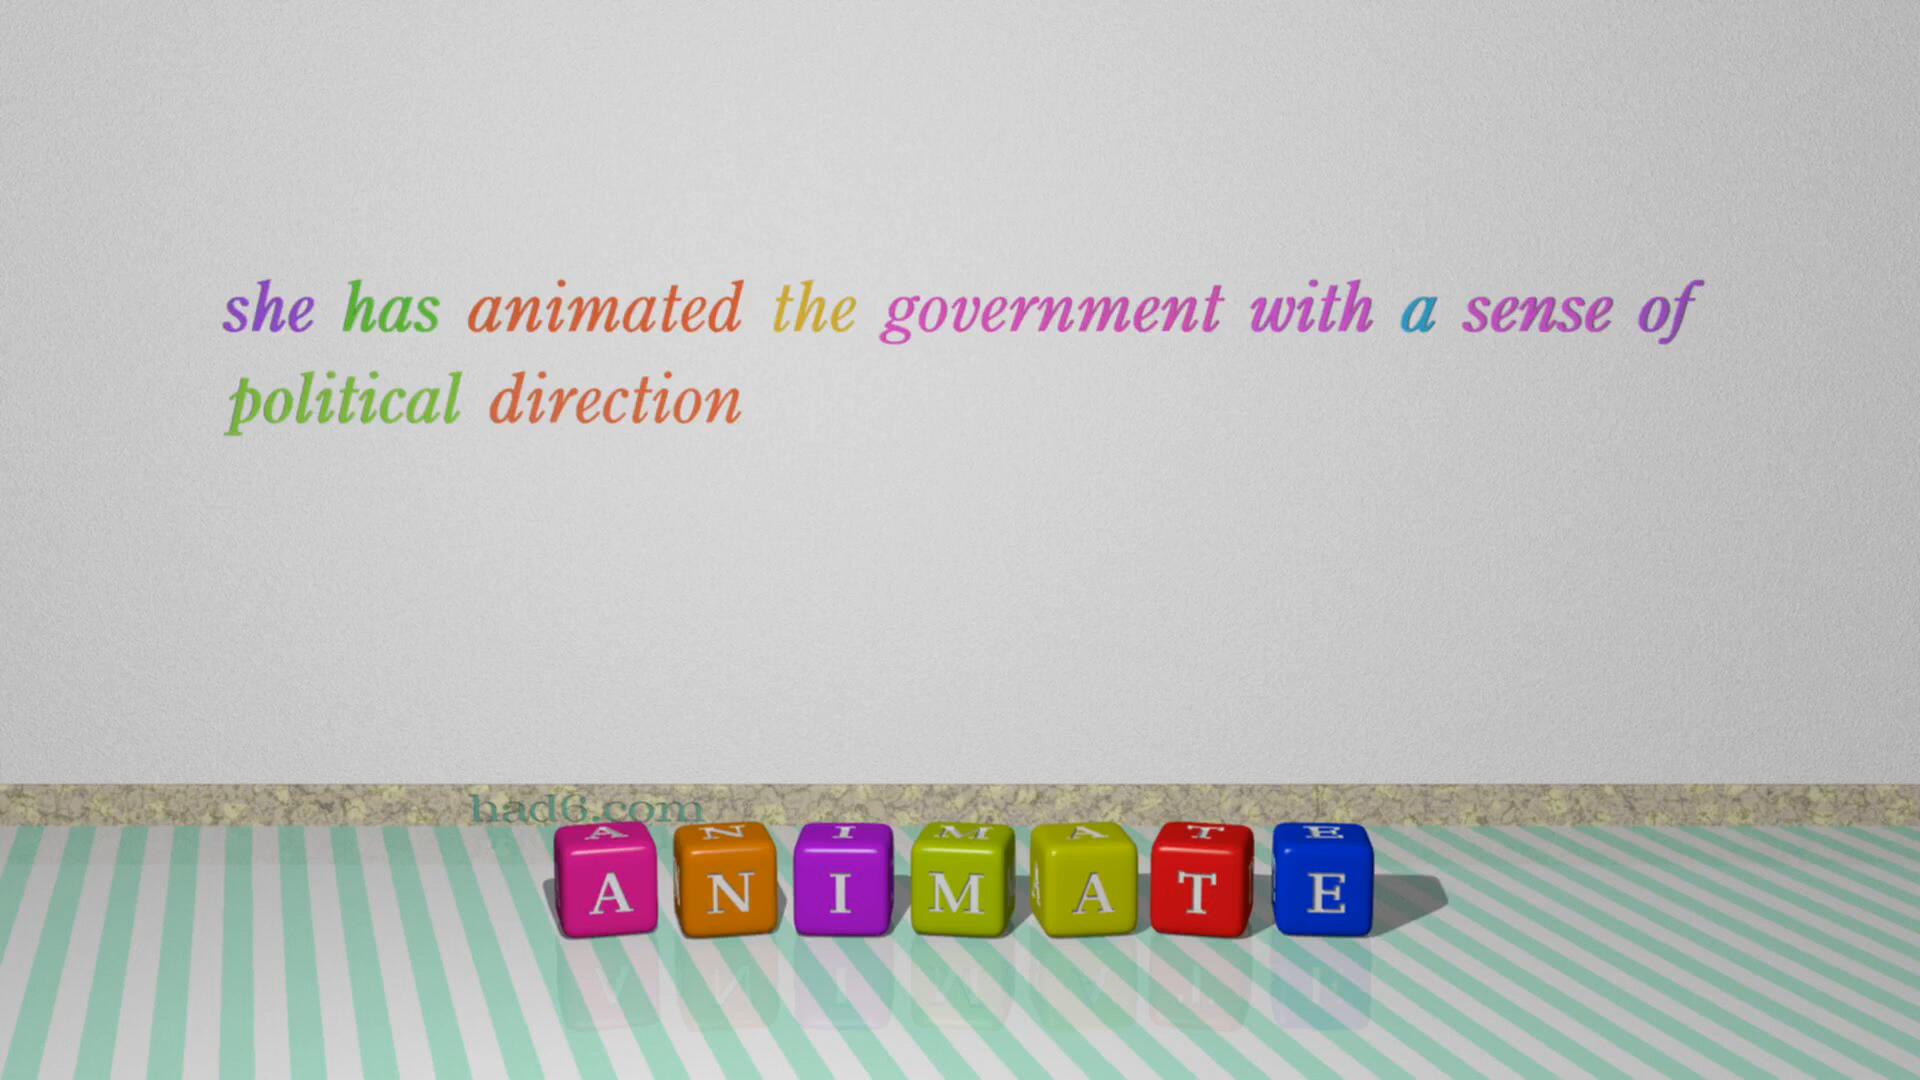 she has animated the government with a sense of
political direction
had6.com
ANIMATE